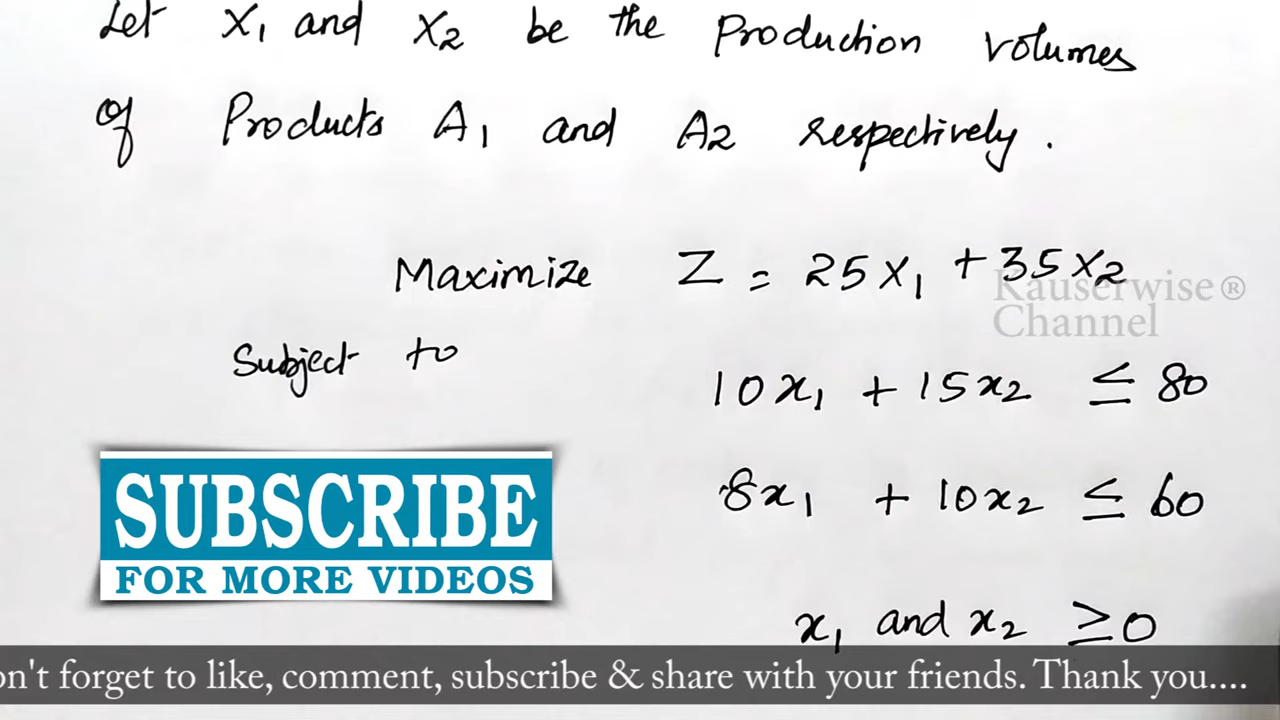 Let X₁ and X₂ be the Production Volumes
of Products A₁ and A₂ respectively.
Maximize Z = 25X₁ + 35X₂
Kauserwise®
Channel
Subject to
10x₁ + 15x₂ ≤ 80
8x₁ + 10x₂ ≤ 60
SUBSCRIBE
FOR MORE VIDEOS
x₁ and x₂ ≥ 0
on't forget to like, comment, subscribe & share with your friends. Thank you....